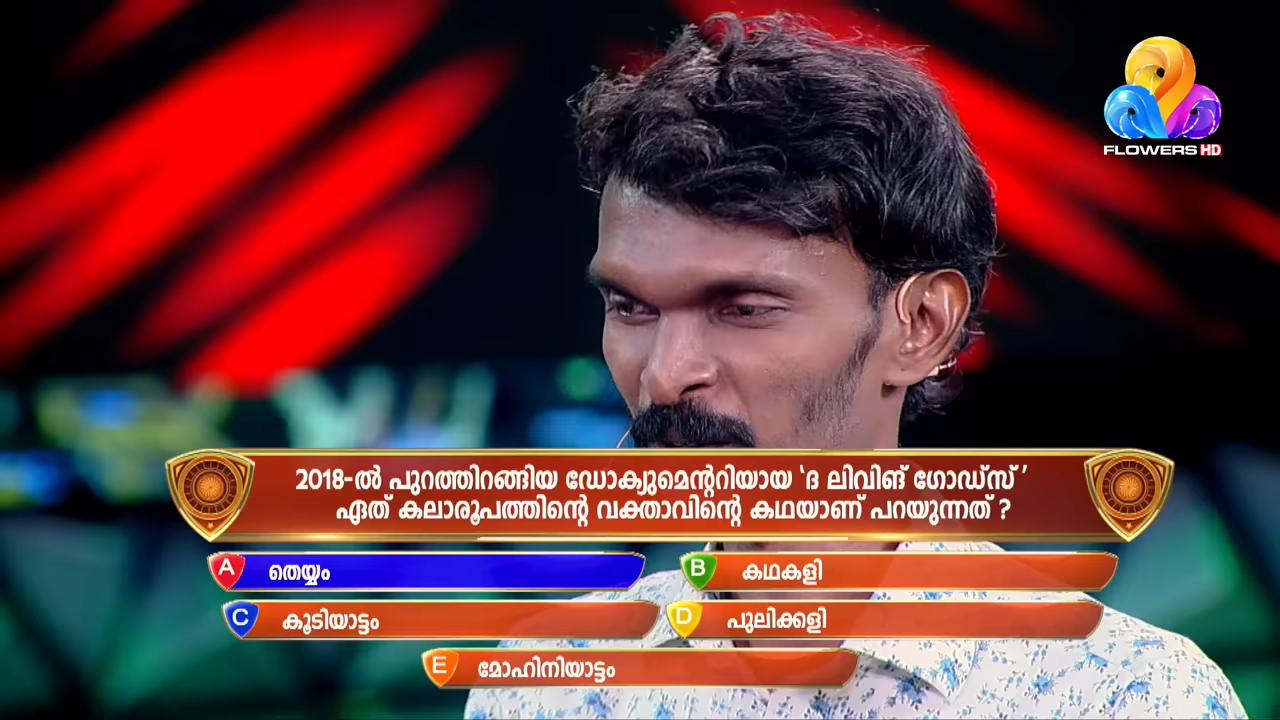 FLOWERS HD
2018-ൽ പുറത്തിറങ്ങിയ ഡോക്യുമെന്ററിയായ ‘ദ ലിവിങ് ഗോഡ്സ്’
ഏത് കലാരൂപത്തിന്റെ വക്താവിന്റെ കഥയാണ് പറയുന്നത് ?
A തെയ്യം
B കഥകളി
C കൂടിയാട്ടം
D പുലിക്കളി
E മോഹിനിയാട്ടം